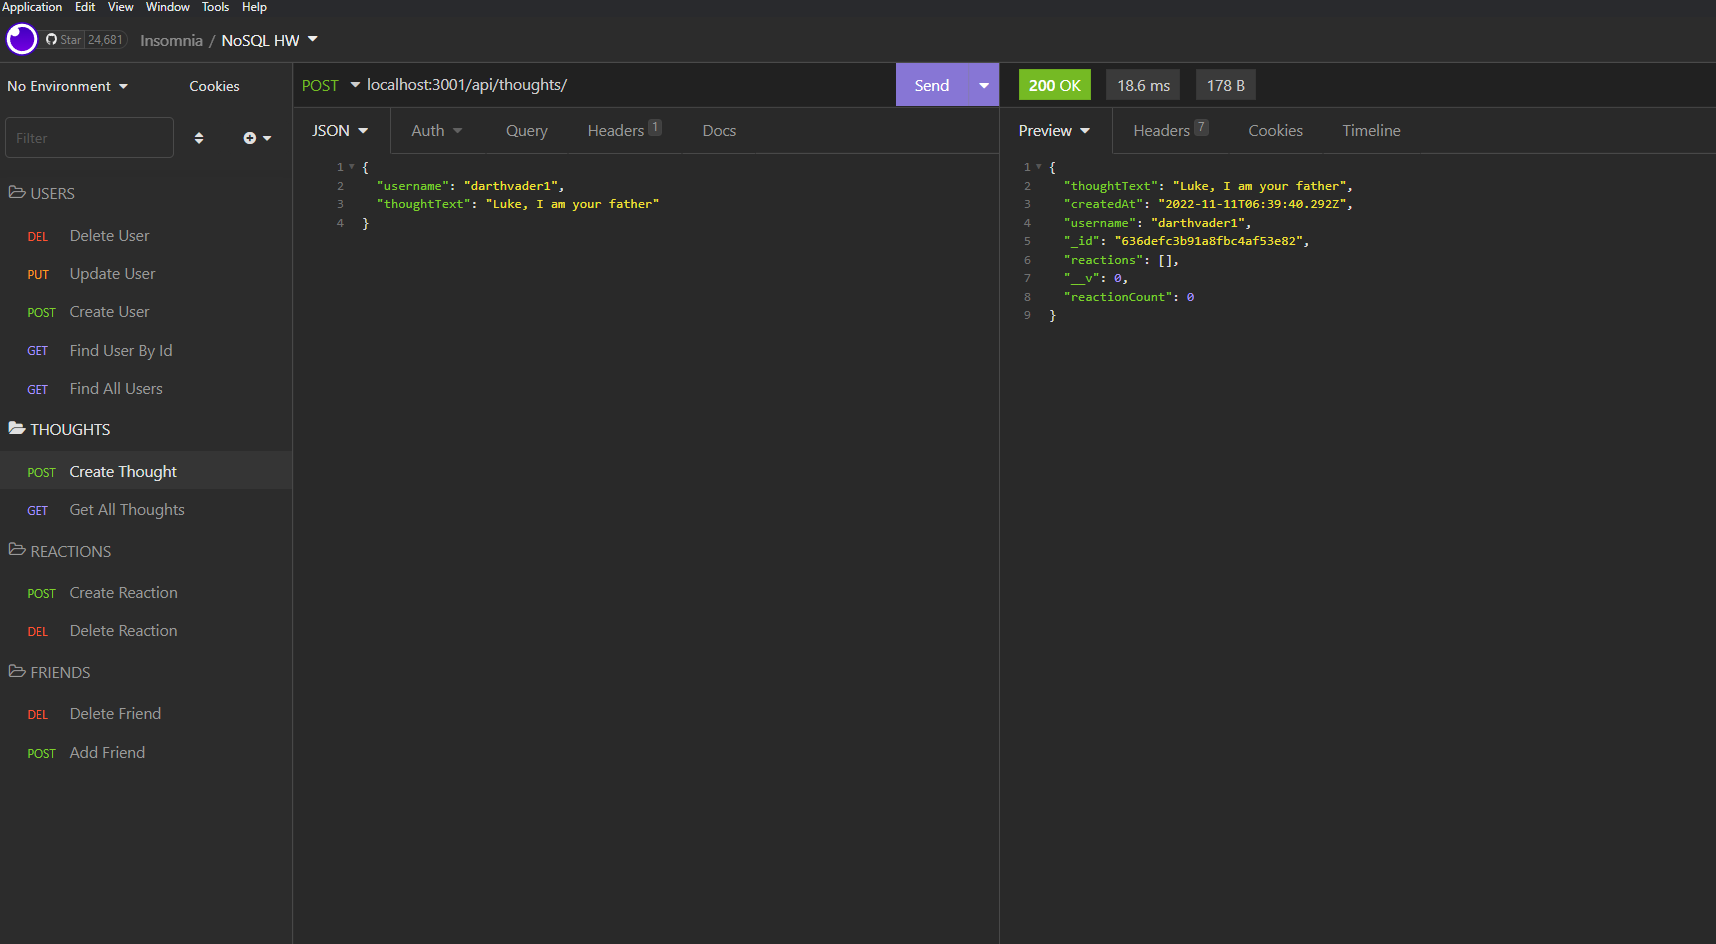 Application Edit View Window Tools Help
Star 24,681 Insomnia / NoSQL HW
No Environment Cookies
Filter
USERS
DEL Delete User
PUT Update User
POST Create User
GET Find User By Id
GET Find All Users
THOUGHTS
POST Create Thought
GET Get All Thoughts
REACTIONS
POST Create Reaction
DEL Delete Reaction
FRIENDS
DEL Delete Friend
POST Add Friend
POST localhost:3001/api/thoughts/ Send
JSON Auth Query Headers 1 Docs
1 {
2 "username": "darthvader1",
3 "thoughtText": "Luke, I am your father"
4 }
200 OK 18.6 ms 178 B
Preview Headers 7 Cookies Timeline
1 {
2 "thoughtText": "Luke, I am your father",
3 "createdAt": "2022-11-11T06:39:40.292Z",
4 "username": "darthvader1",
5 "_id": "636defc3b91a8fbc4af53e82",
6 "reactions": [],
7 "__v": 0,
8 "reactionCount": 0
9 }